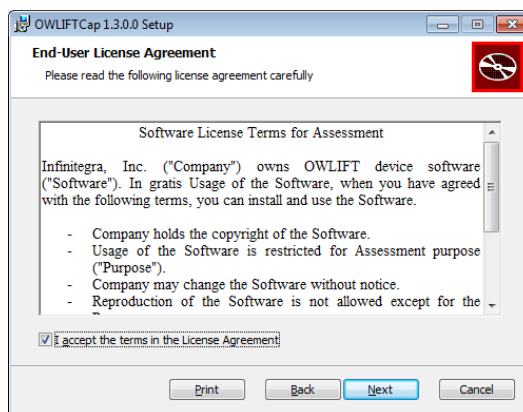 OWLIFTCap 1.3.0.0 Setup
End-User License Agreement
Please read the following license agreement carefully
Software License Terms for Assessment
Infinitegra, Inc. ("Company") owns OWLIFT device software
("Software"). In gratis Usage of the Software, when you have agreed
with the following terms, you can install and use the Software.
- Company holds the copyright of the Software.
- Usage of the Software is restricted for Assessment purpose
("Purpose").
- Company may change the Software without notice.
- Reproduction of the Software is not allowed except for the
I accept the terms in the License Agreement
Print Back Next Cancel